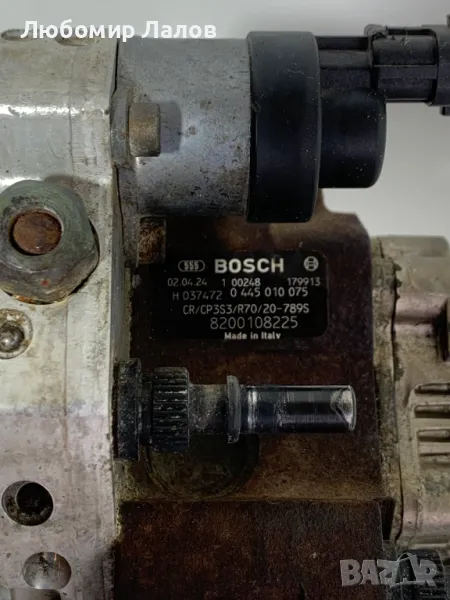 Любомир Лалов
BOSCH
02.04.24 1 00248 179913
H 037472 0 445 010 075
CR/CP3S3/R70/20-789S
8200108225
Made in Italy
BAZAR